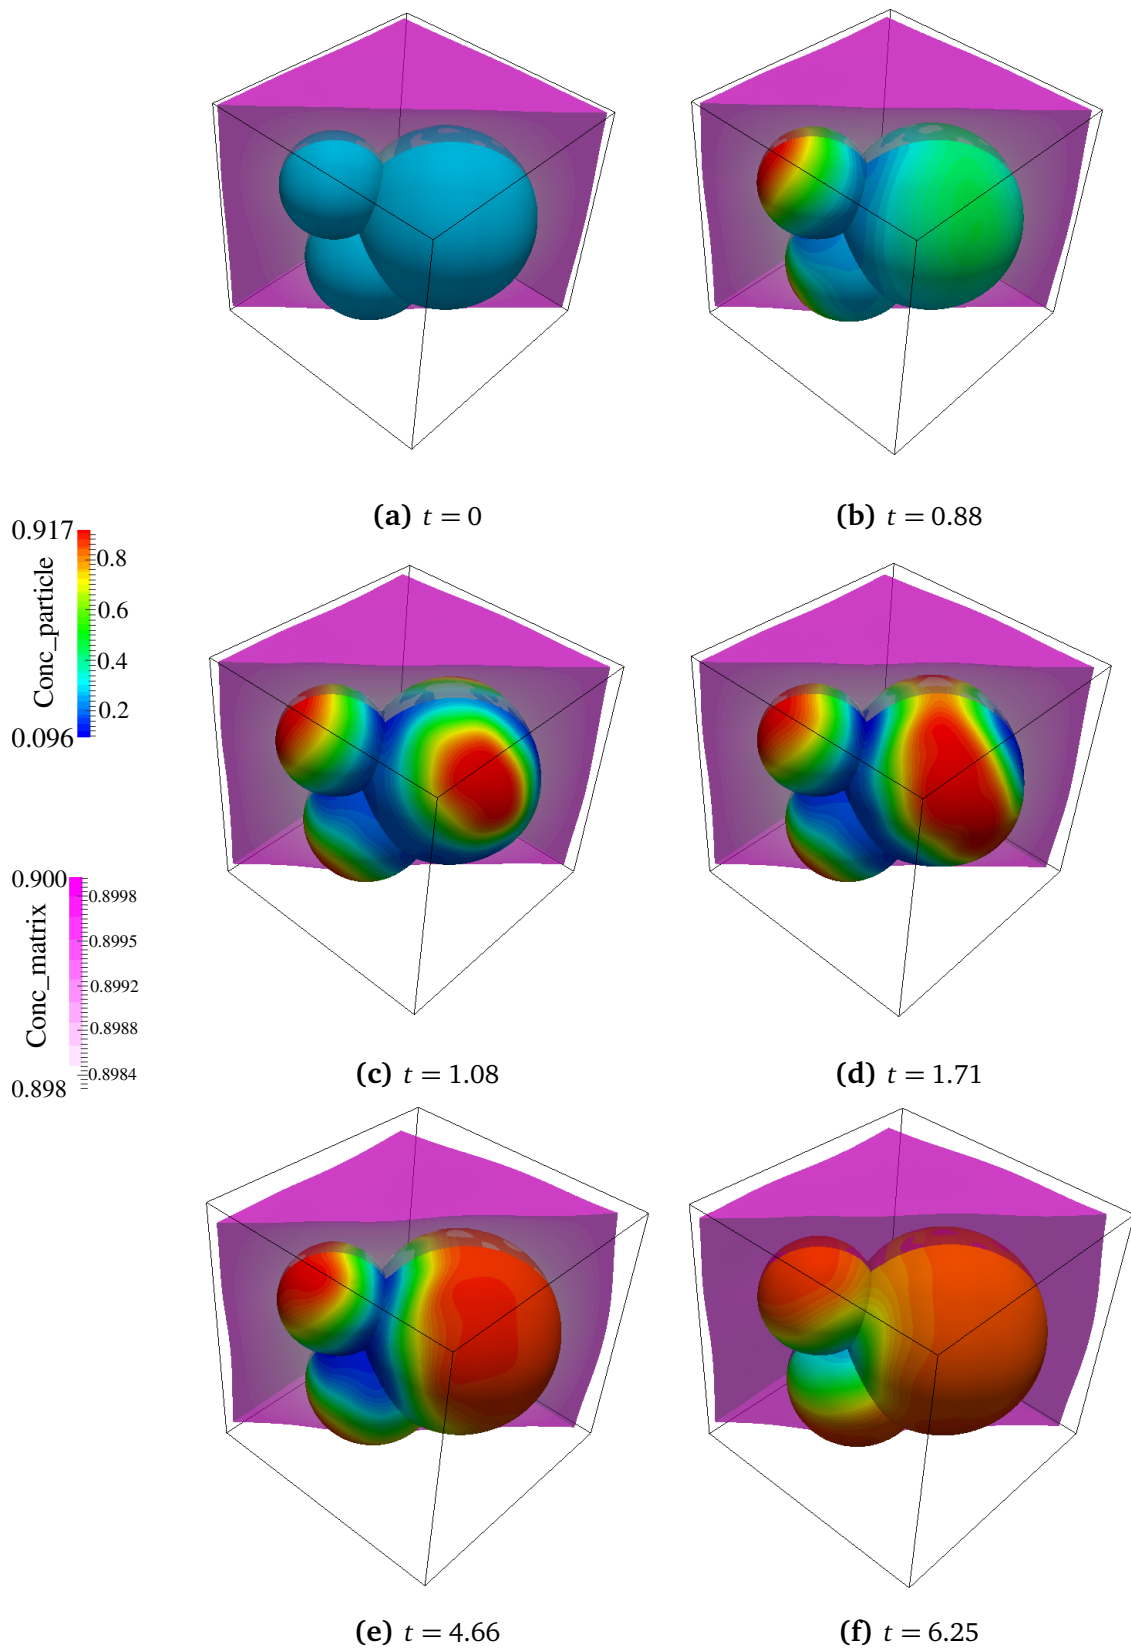 (a) t = 0
(b) t = 0.88
0.917
0.8
0.6
0.4
0.2
0.096
Conc_particle
(c) t = 1.08
(d) t = 1.71
0.900
0.8998
0.8995
0.8992
0.8988
0.8984
0.898
Conc_matrix
(e) t = 4.66
(f) t = 6.25